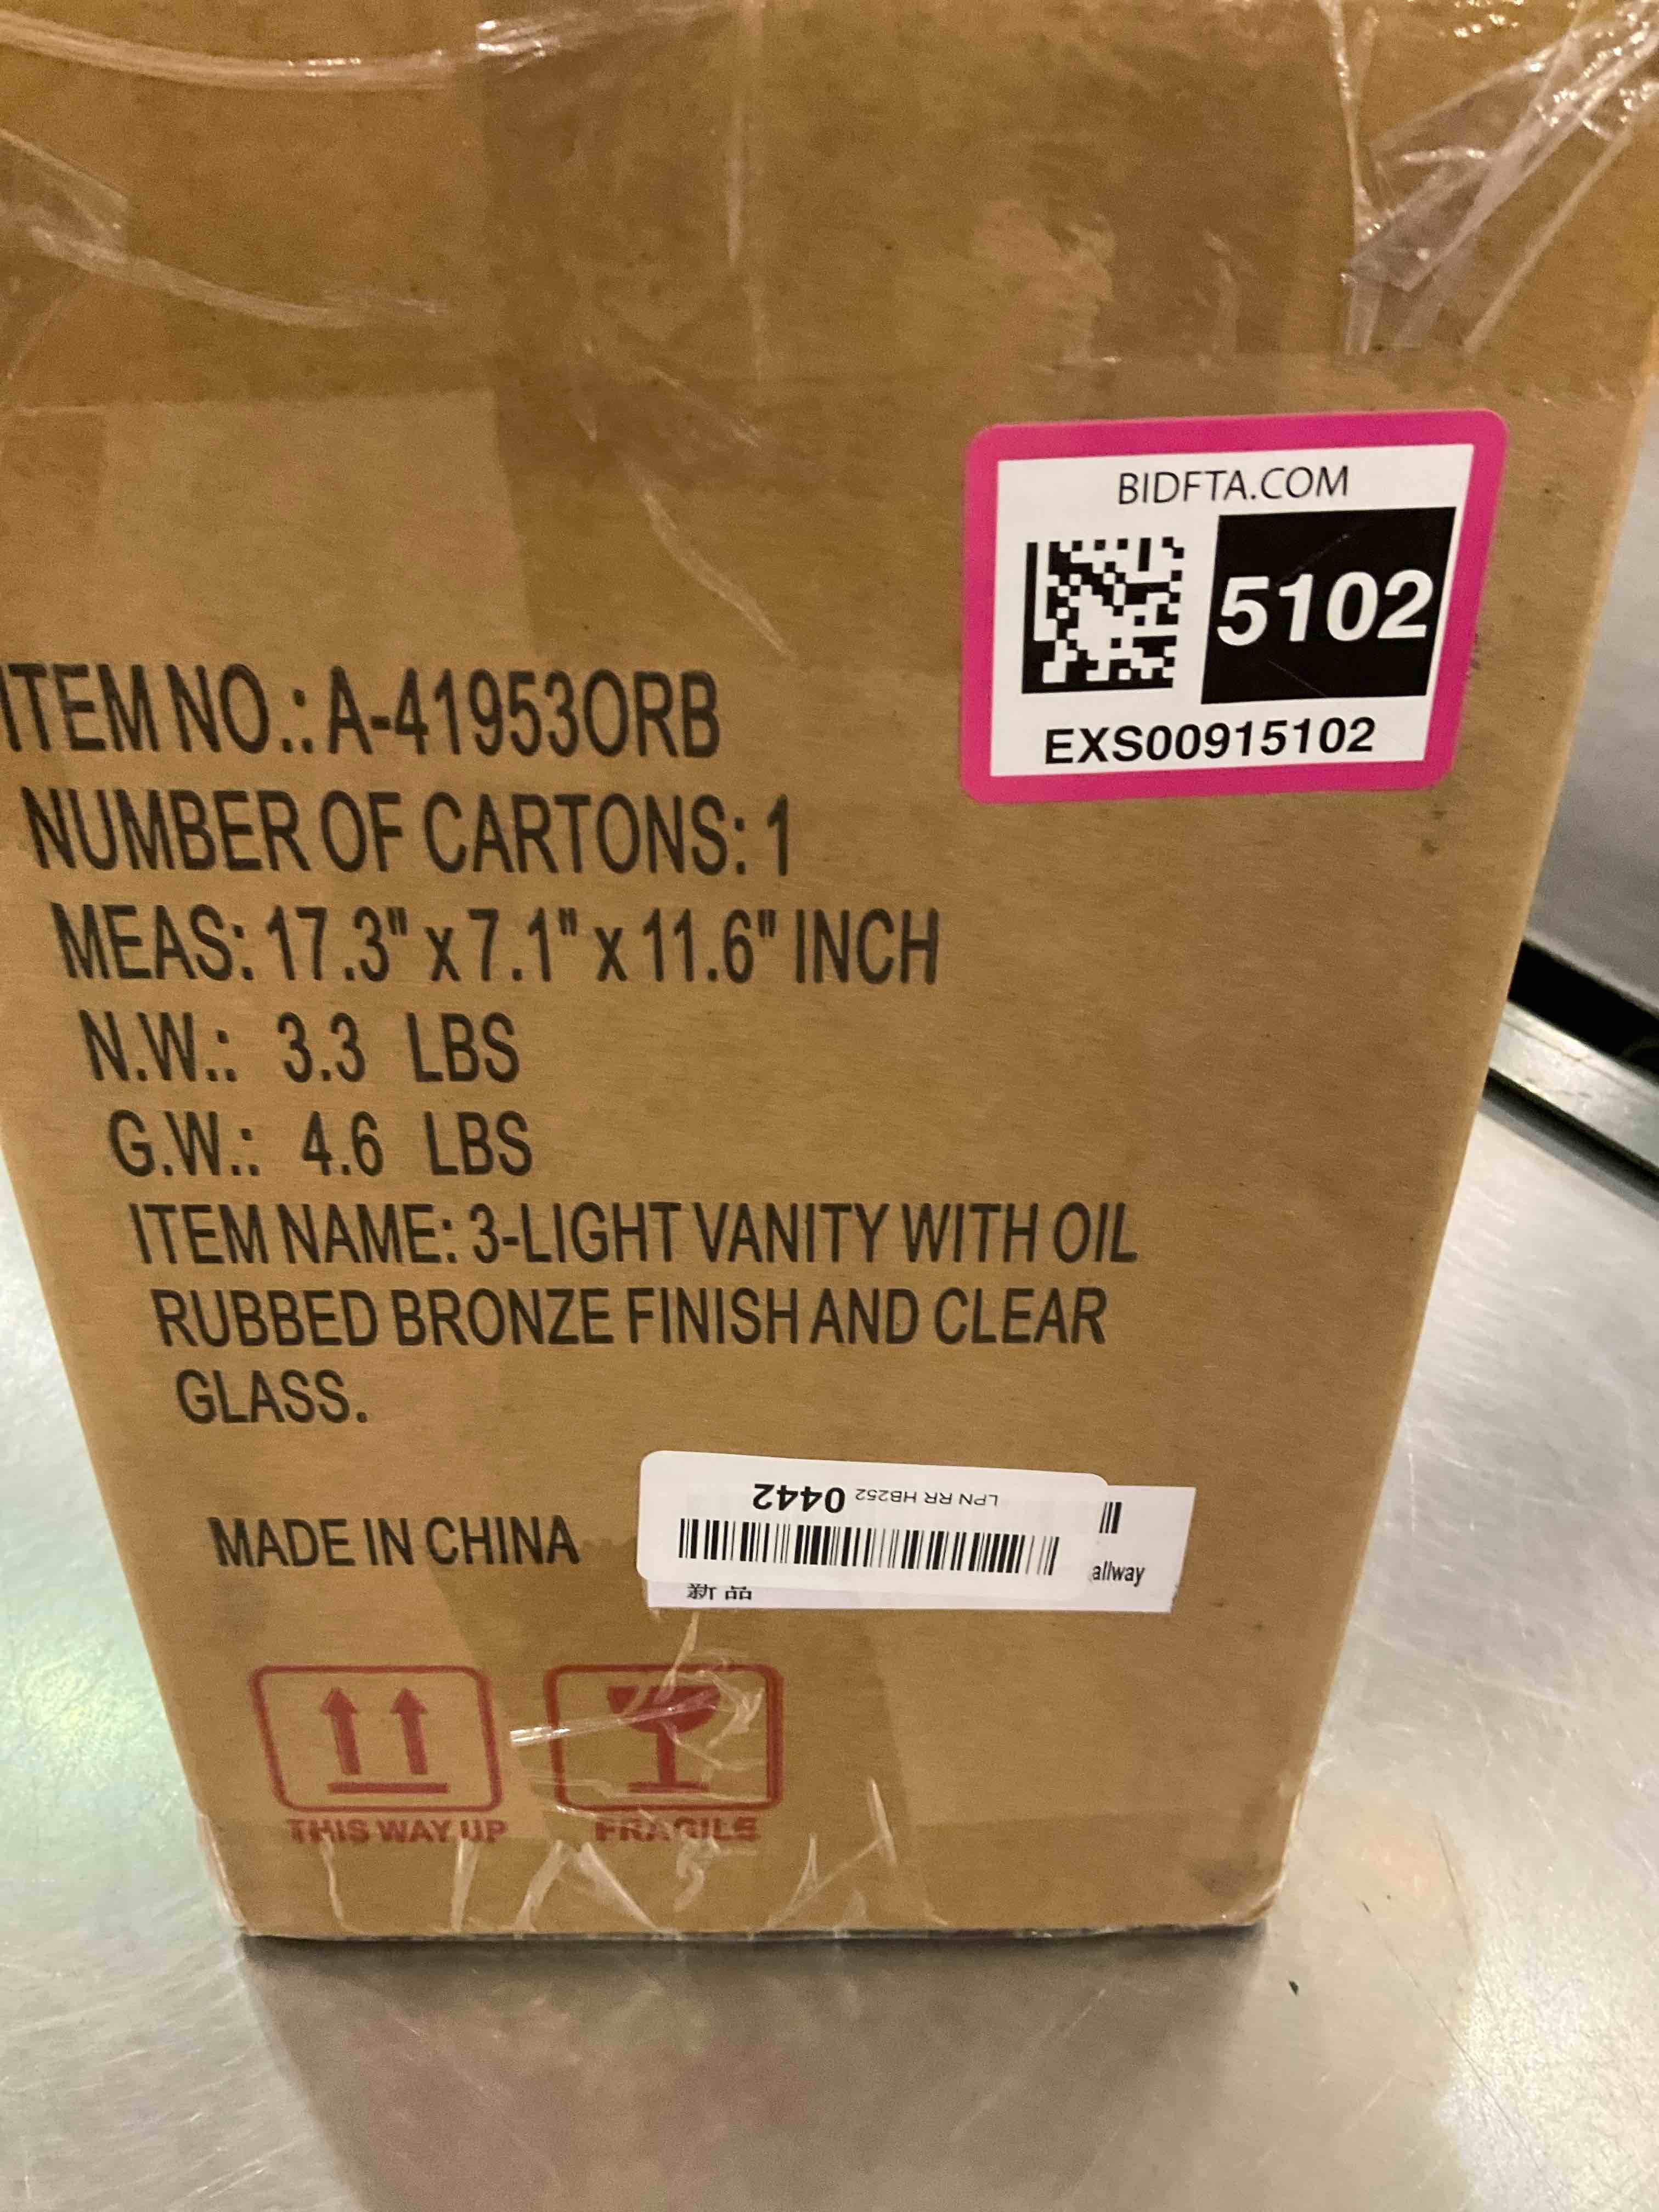 BIDFTA.COM
5102
EXS00915102
ITEM NO.: A-41953ORB
NUMBER OF CARTONS: 1
MEAS: 17.3" x 7.1" x 11.6" INCH
N.W.: 3.3 LBS
G.W.: 4.6 LBS
ITEM NAME: 3-LIGHT VANITY WITH OIL
RUBBED BRONZE FINISH AND CLEAR
GLASS.
MADE IN CHINA
LPN RR HB252 0442
allway
新品
THIS WAY UP
FRAGILE